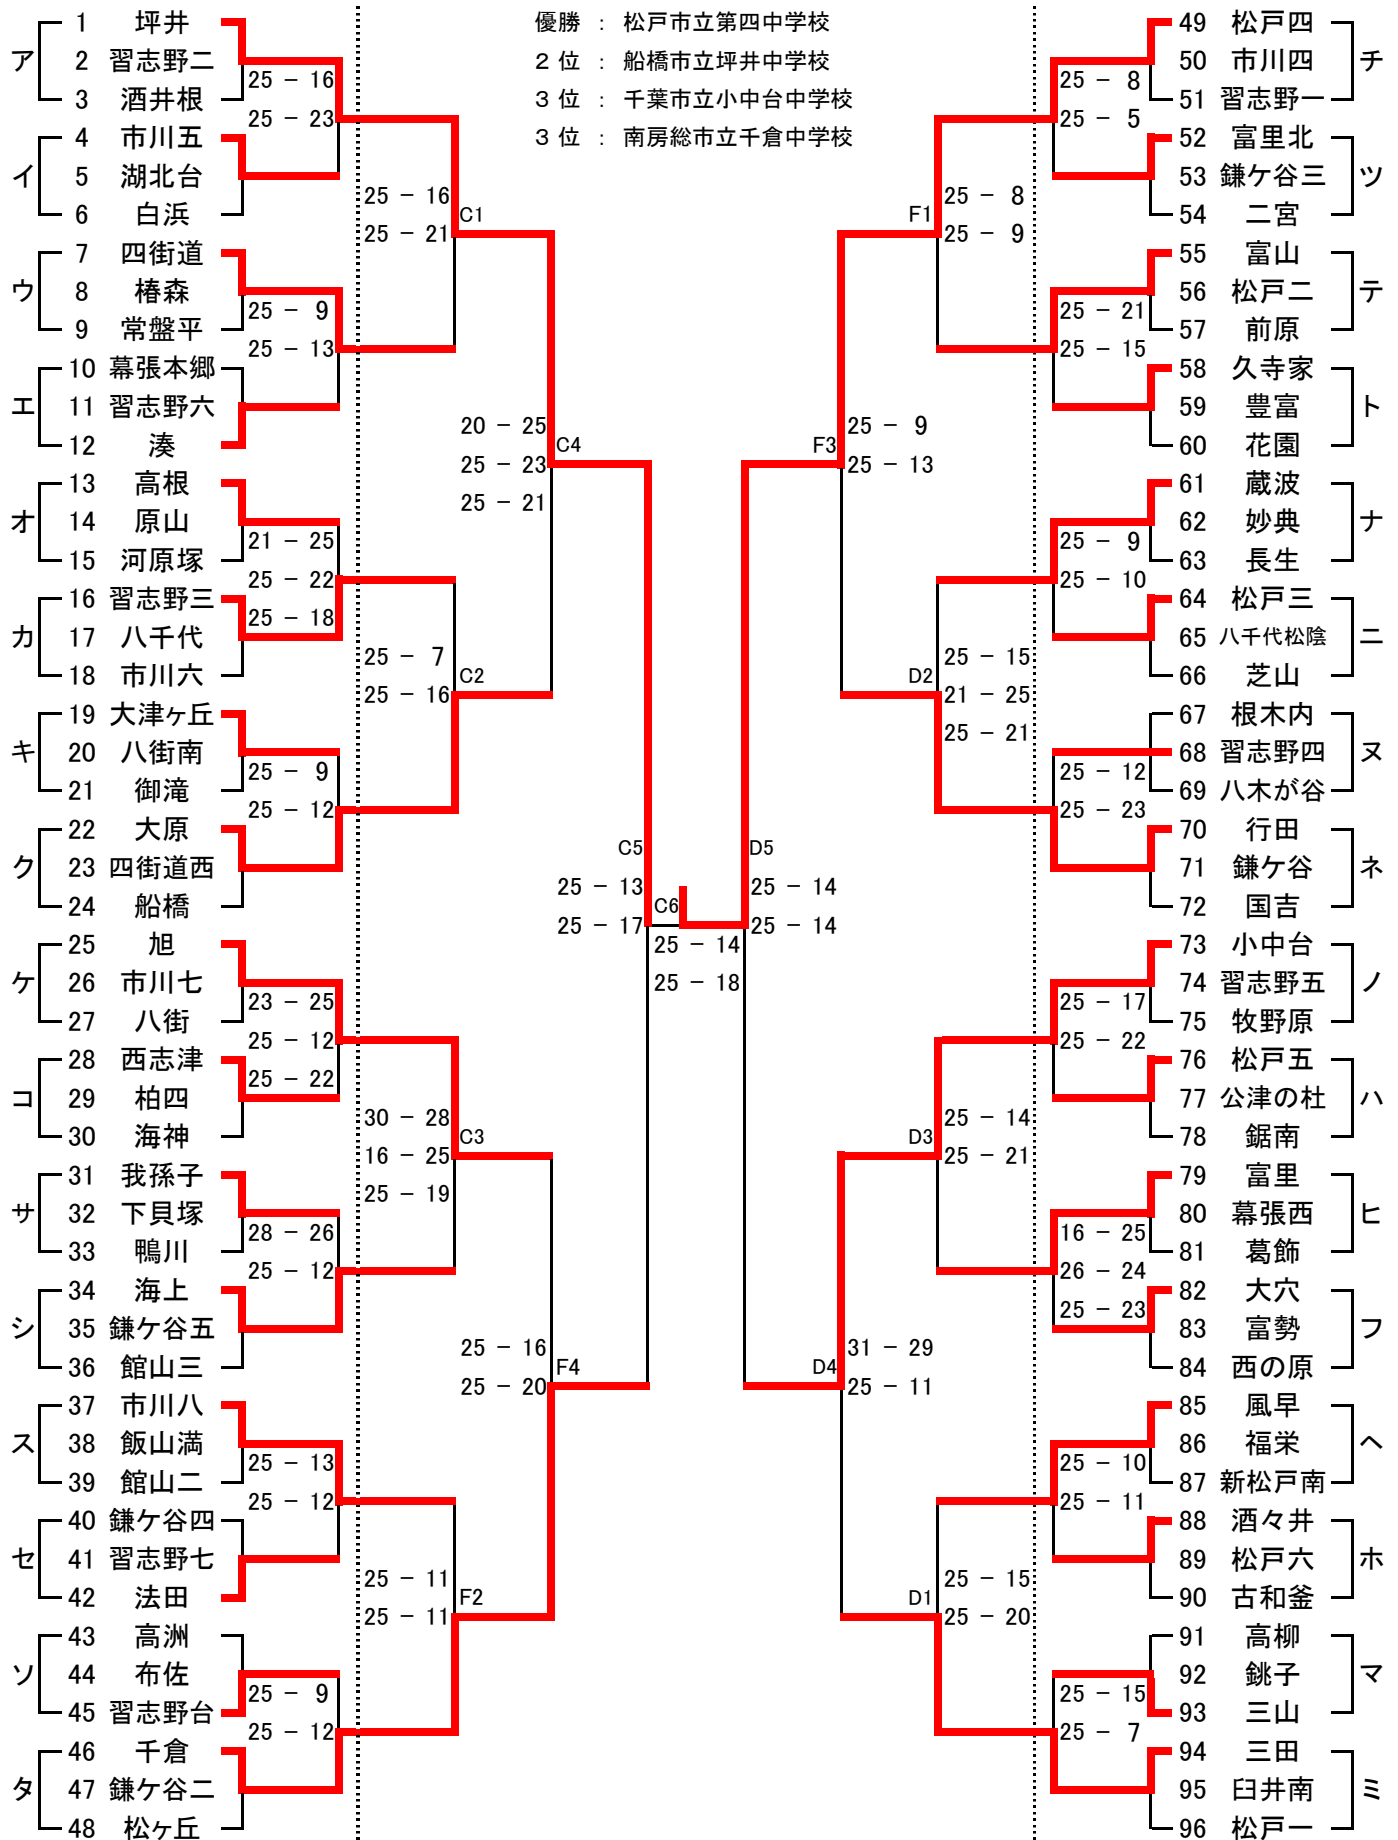 優勝 ： 松戸市立第四中学校
２位 ： 船橋市立坪井中学校
３位 ： 千葉市立小中台中学校
３位 ： 南房総市立千倉中学校
ア
1 坪井
2 習志野二
3 酒井根
25 － 16
25 － 23
イ
4 市川五
5 湖北台
6 白浜
25 － 16
25 － 21
C1
ウ
7 四街道
8 椿森
9 常盤平
25 － 9
25 － 13
エ
10 幕張本郷
11 習志野六
12 湊
20 － 25
25 － 23
25 － 21
C4
オ
13 高根
14 原山
15 河原塚
21 － 25
25 － 22
25 － 18
カ
16 習志野三
17 八千代
18 市川六
25 － 7
25 － 16
C2
キ
19 大津ヶ丘
20 八街南
21 御滝
25 － 9
25 － 12
ク
22 大原
23 四街道西
24 船橋
C5
25 － 13
25 － 17
ケ
25 旭
26 市川七
27 八街
23 － 25
25 － 12
25 － 22
コ
28 西志津
29 柏四
30 海神
30 － 28
16 － 25
25 － 19
C3
サ
31 我孫子
32 下貝塚
33 鴨川
28 － 26
25 － 12
シ
34 海上
35 鎌ケ谷五
36 館山三
25 － 16
25 － 20
F4
ス
37 市川八
38 飯山満
39 館山二
25 － 13
25 － 12
セ
40 鎌ケ谷四
41 習志野七
42 法田
25 － 11
25 － 11
F2
ソ
43 高洲
44 布佐
45 習志野台
25 － 9
25 － 12
タ
46 千倉
47 鎌ケ谷二
48 松ヶ丘
C6
25 － 14
25 － 18
49 松戸四
50 市川四
51 習志野一
チ
25 － 8
25 － 5
52 富里北
53 鎌ケ谷三
54 二宮
ツ
F1
25 － 8
25 － 9
55 富山
56 松戸二
57 前原
テ
25 － 21
25 － 15
58 久寺家
59 豊富
60 花園
ト
F3
25 － 9
25 － 13
61 蔵波
62 妙典
63 長生
ナ
25 － 9
25 － 10
64 松戸三
65 八千代松陰
66 芝山
ニ
D2
25 － 15
21 － 25
25 － 21
67 根木内
68 習志野四
69 八木が谷
ヌ
25 － 12
25 － 23
70 行田
71 鎌ケ谷
72 国吉
ネ
D5
25 － 14
25 － 14
73 小中台
74 習志野五
75 牧野原
ノ
25 － 17
25 － 22
76 松戸五
77 公津の杜
78 鋸南
ハ
D3
25 － 14
25 － 21
79 富里
80 幕張西
81 葛飾
ヒ
16 － 25
26 － 24
25 － 23
82 大穴
83 富勢
84 西の原
フ
D4
31 － 29
25 － 11
85 風早
86 福栄
87 新松戸南
ヘ
25 － 10
25 － 11
88 酒々井
89 松戸六
90 古和釜
ホ
D1
25 － 15
25 － 20
91 高柳
92 銚子
93 三山
マ
25 － 15
25 － 7
94 三田
95 臼井南
96 松戸一
ミ